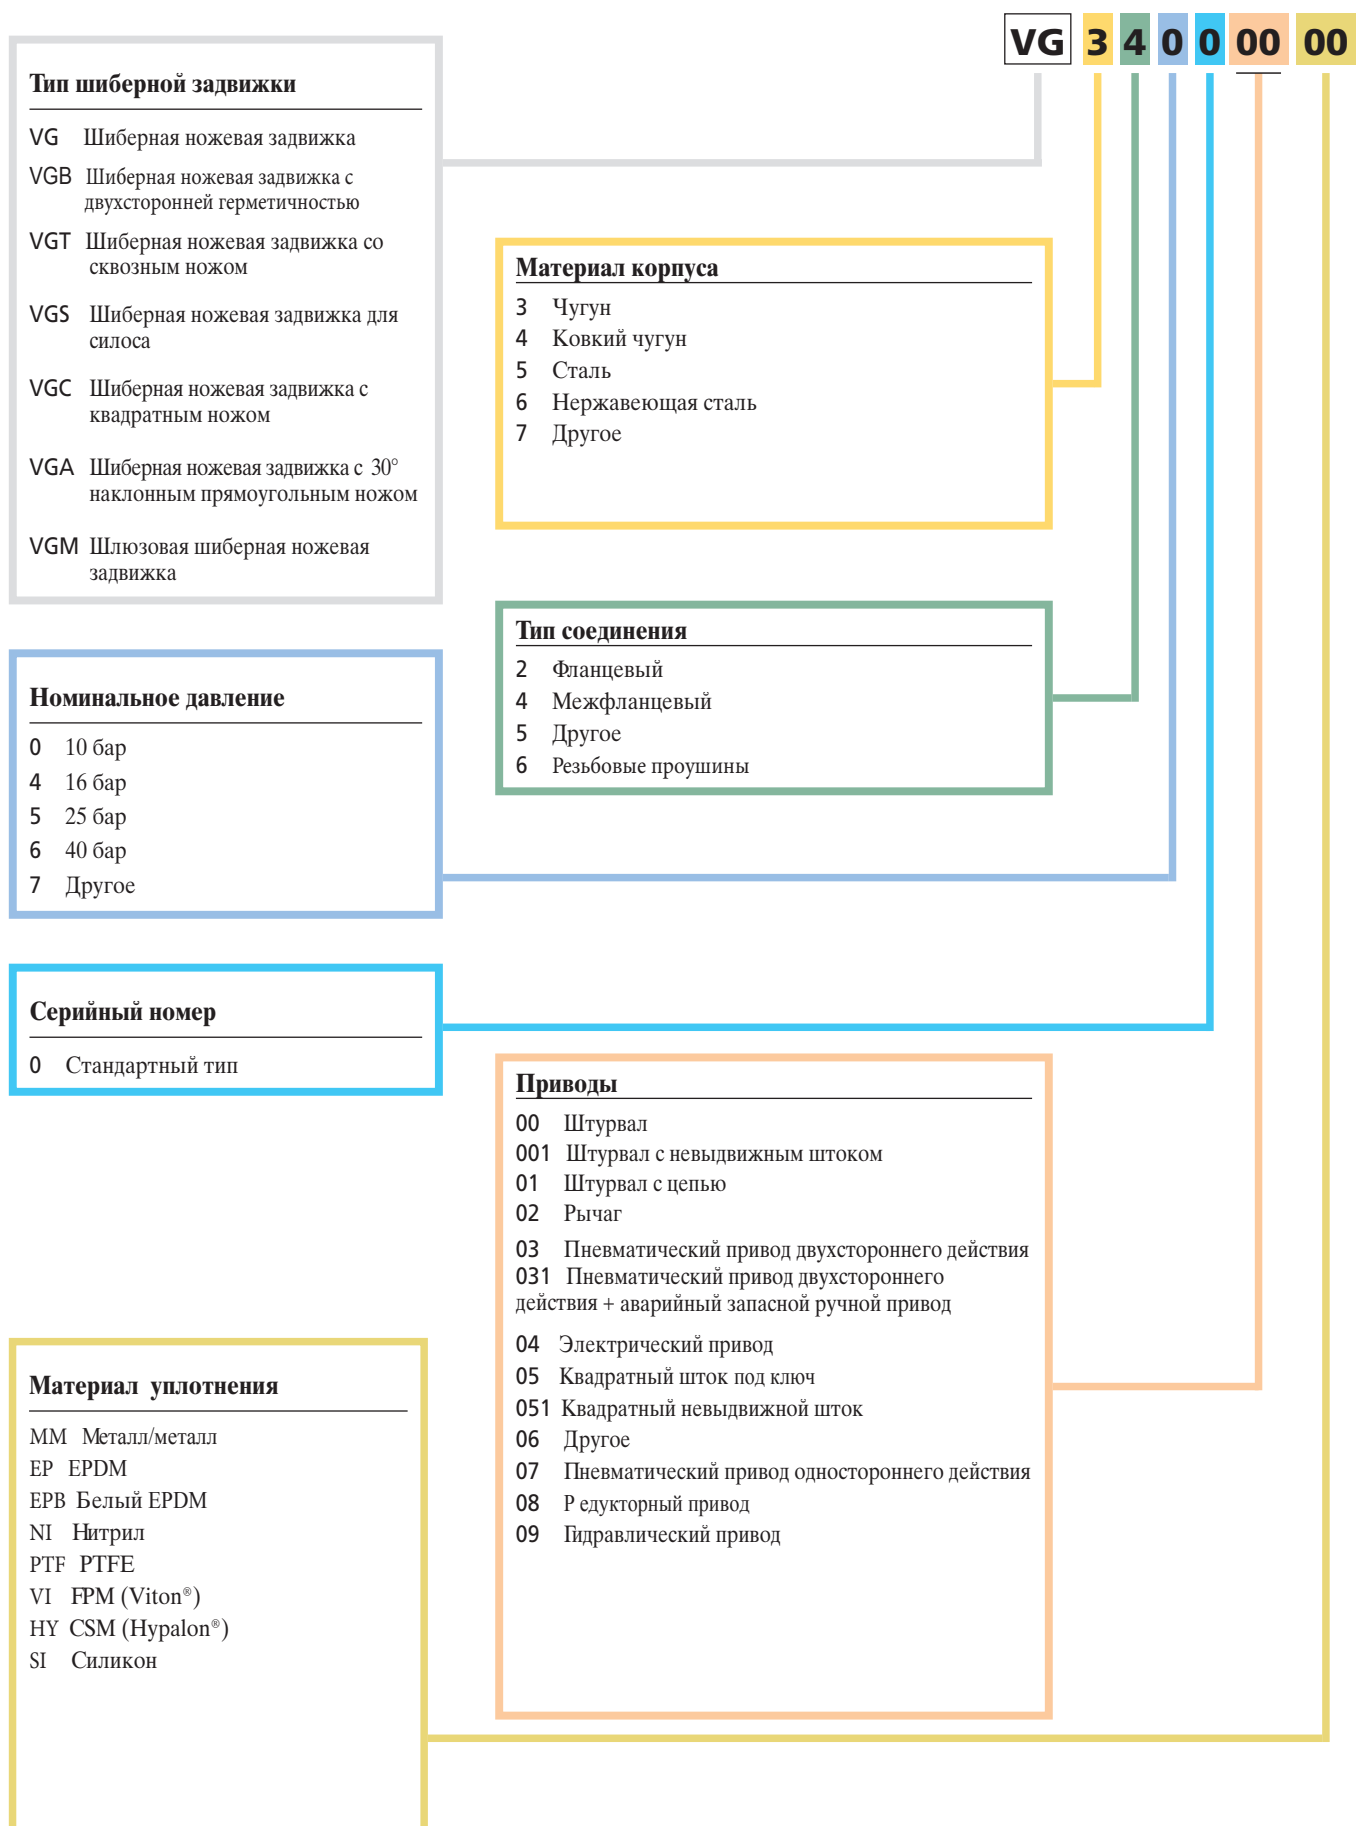 VG 3 4 0 0 00 00
Тип шиберной задвижки
VG Шиберная ножевая задвижка
VGB Шиберная ножевая задвижка с
двухсторонней герметичностью
VGT Шиберная ножевая задвижка со
сквозным ножом
VGS Шиберная ножевая задвижка для
силоса
VGC Шиберная ножевая задвижка с
квадратным ножом
VGA Шиберная ножевая задвижка с 30°
наклонным прямоугольным ножом
VGM Шлюзовая шиберная ножевая
задвижка
Материал корпуса
3 Чугун
4 Ковкий чугун
5 Сталь
6 Нержавеющая сталь
7 Другое
Тип соединения
2 Фланцевый
4 Межфланцевый
5 Другое
6 Резьбовые проушины
Номинальное давление
0 10 бар
4 16 бар
5 25 бар
6 40 бар
7 Другое
Серийный номер
0 Стандартный тип
Приводы
00 Штурвал
001 Штурвал с невыдвижным штоком
01 Штурвал с цепью
02 Рычаг
03 Пневматический привод двухстороннего действия
031 Пневматический привод двухстороннего
действия + аварийный запасной ручной привод
04 Электрический привод
05 Квадратный шток под ключ
051 Квадратный невыдвижной шток
06 Другое
07 Пневматический привод одностороннего действия
08 Р едукторный привод
09 Гидравлический привод
Материал уплотнения
MM Металл/металл
EP EPDM
EPB Белый EPDM
NI Нитрил
PTF PTFE
VI FPM (Viton®)
HY CSM (Hypalon®)
SI Силикон